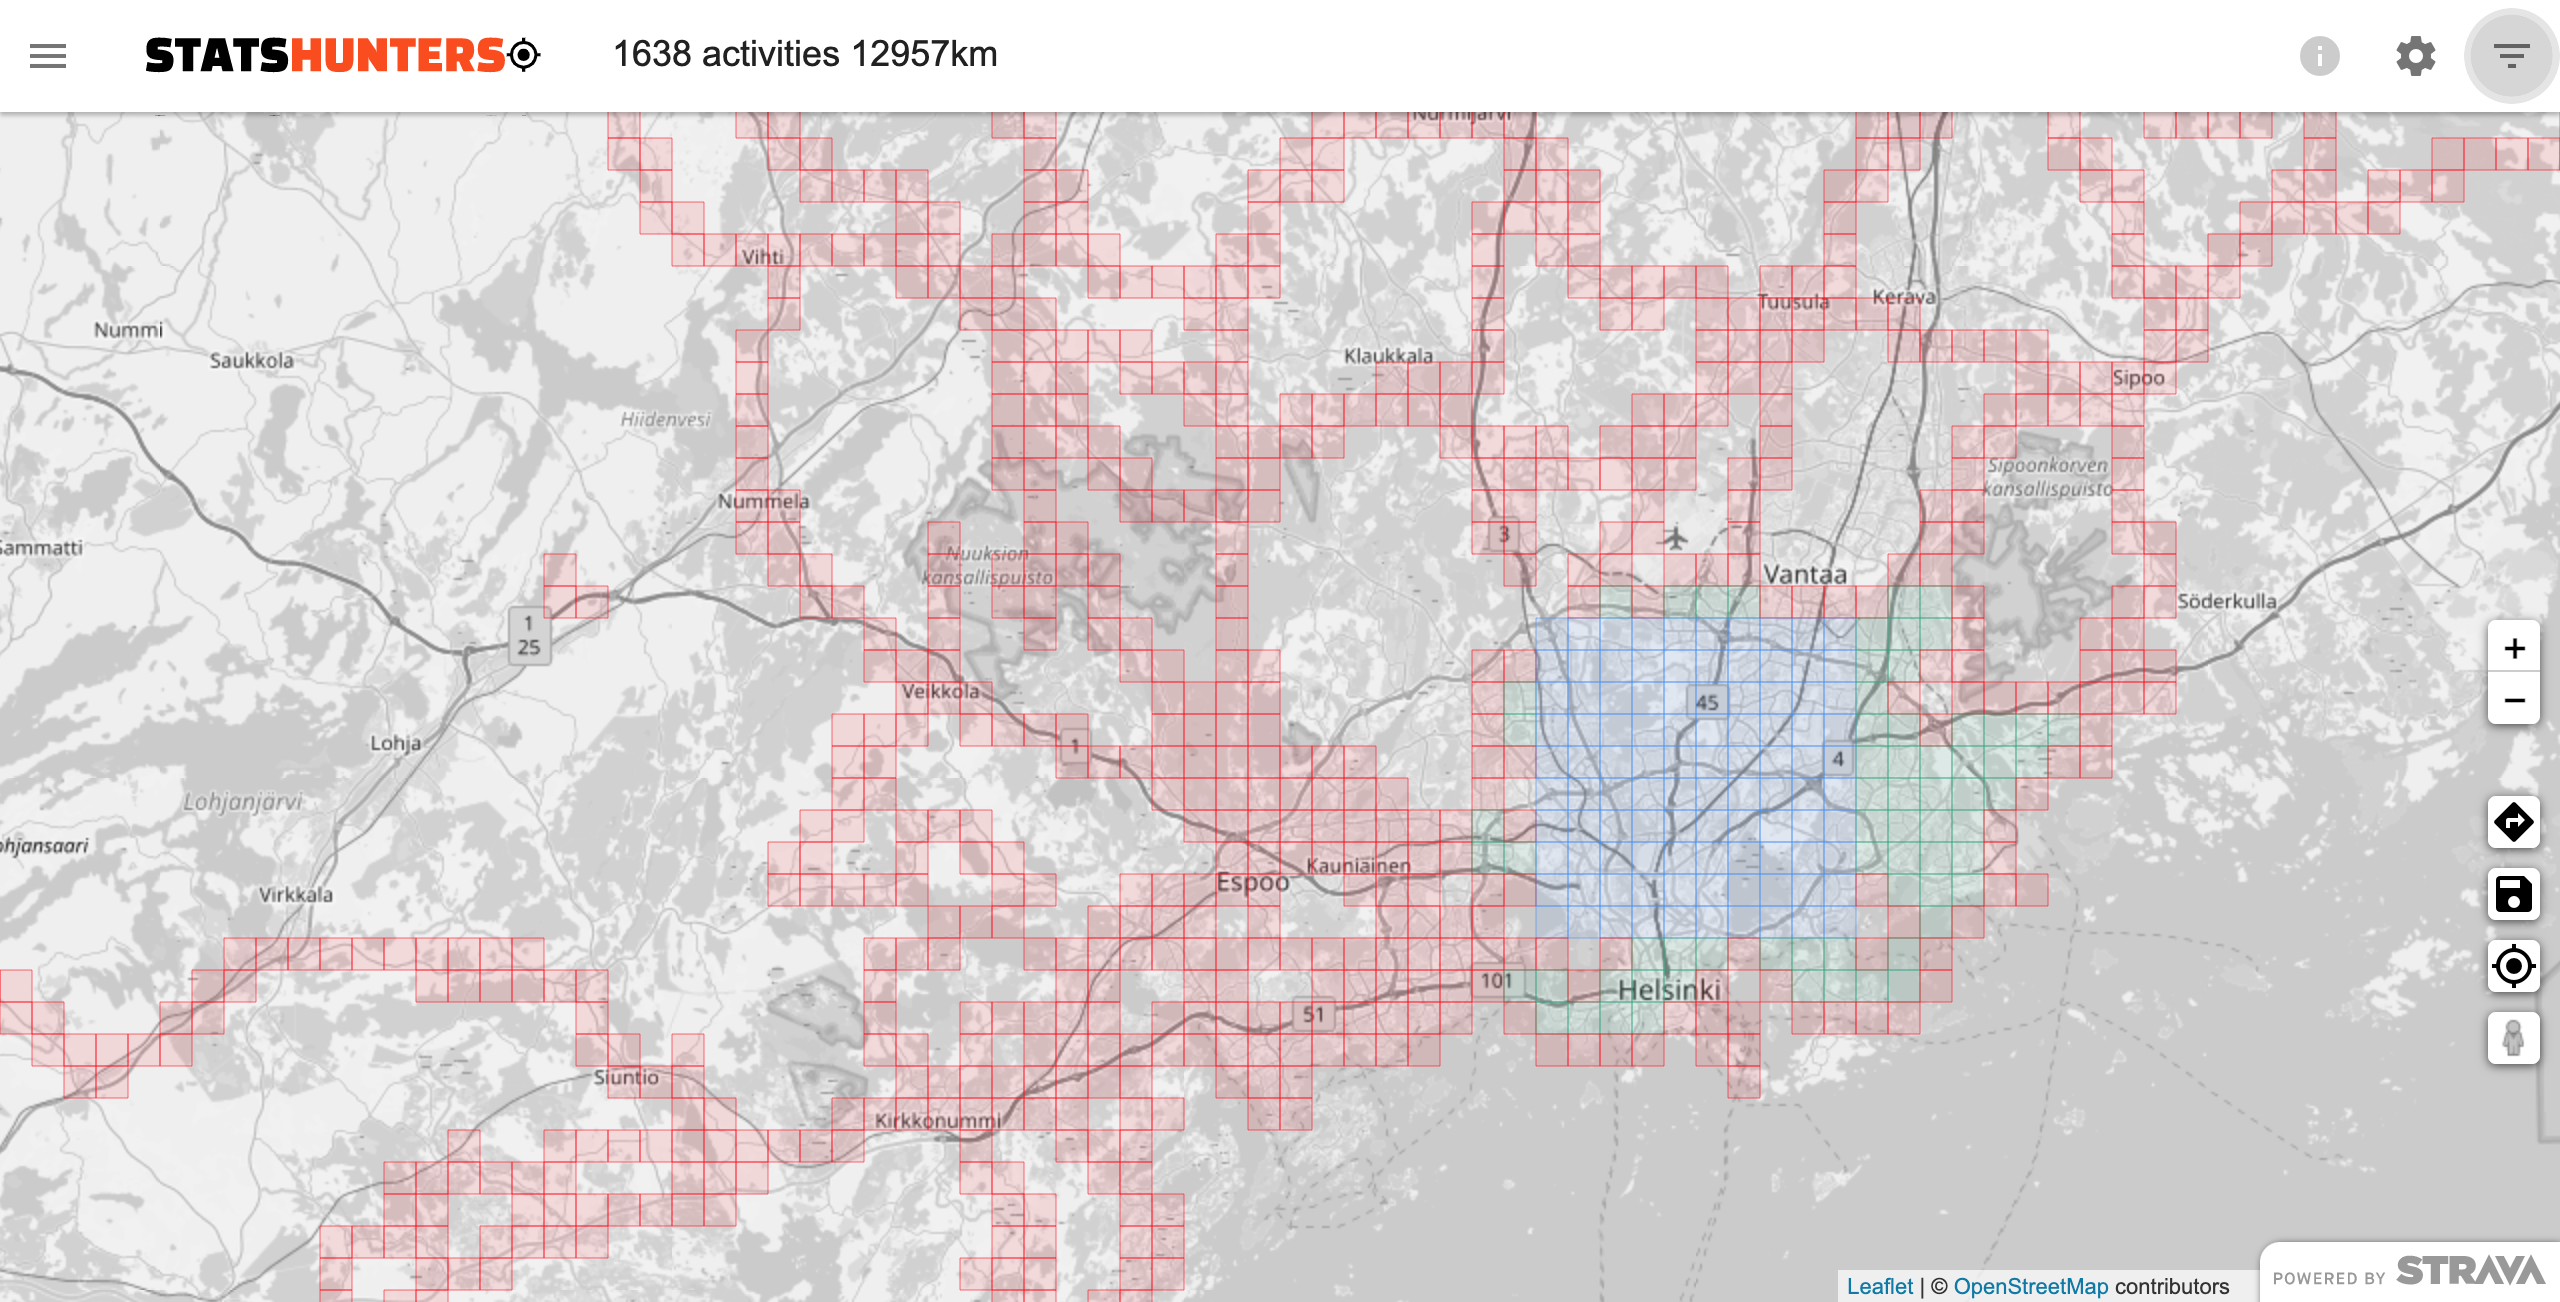 STATSHUNTERS
1638 activities 12957km
Nurmijärvi
Vihti
Tuusula
Kerava
Nummi
Saukkola
Klaukkala
Sipoo
Hiidenvesi
Sipoonkorven
kansallispuisto
Nummela
3
Sammatti
Nuuksion
kansallispuisto
Vantaa
Söderkulla
1
25
+
−
Veikkola
45
Lohja
1
4
Lohjanjärvi
ohjansaari
Kauniainen
Espoo
Virkkala
101
Helsinki
51
Siuntio
Kirkkonummi
Leaflet | © OpenStreetMap contributors
POWERED BY STRAVA